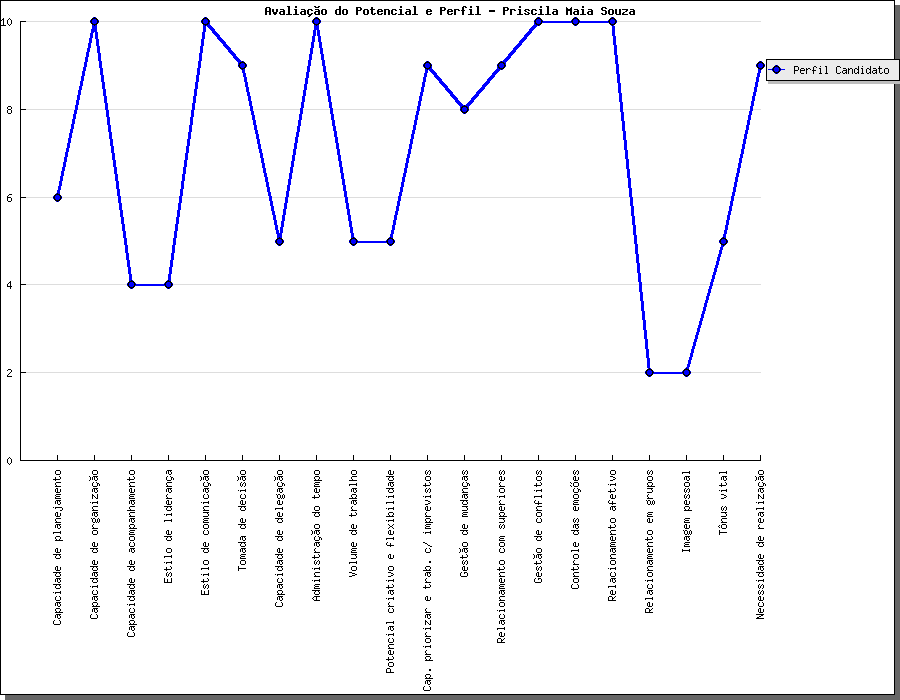 Avaliação do Potencial e Perfil - Priscila Maia Souza
10
8
6
4
2
0
Perfil Candidato
Capacidade de planejamento
Capacidade de organização
Capacidade de acompanhamento
Estilo de liderança
Estilo de comunicação
Tomada de decisão
Capacidade de delegação
Administração do tempo
Volume de trabalho
Potencial criativo e flexibilidade
Cap. priorizar e trab. c/ imprevistos
Gestão de mudanças
Relacionamento com superiores
Gestão de conflitos
Controle das emoções
Relacionamento afetivo
Relacionamento em grupos
Imagem pessoal
Tônus vital
Necessidade de realização